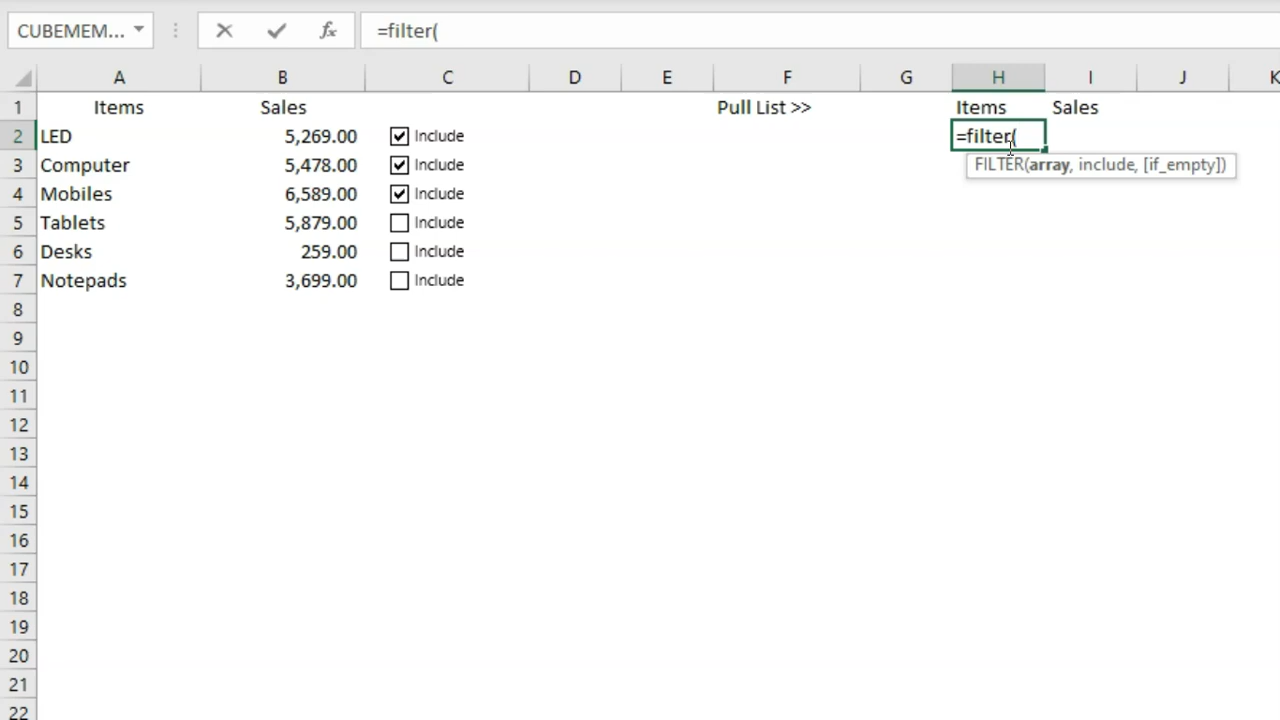 CUBEMEM... fx =filter(
A B C D E F G H I J K
1 Items Sales Pull List >> Items Sales
2 LED 5,269.00 Include =filter(
3 Computer 5,478.00 Include FILTER(array, include, [if_empty])
4 Mobiles 6,589.00 Include
5 Tablets 5,879.00 Include
6 Desks 259.00 Include
7 Notepads 3,699.00 Include
8
9
10
11
12
13
14
15
16
17
18
19
20
21
22